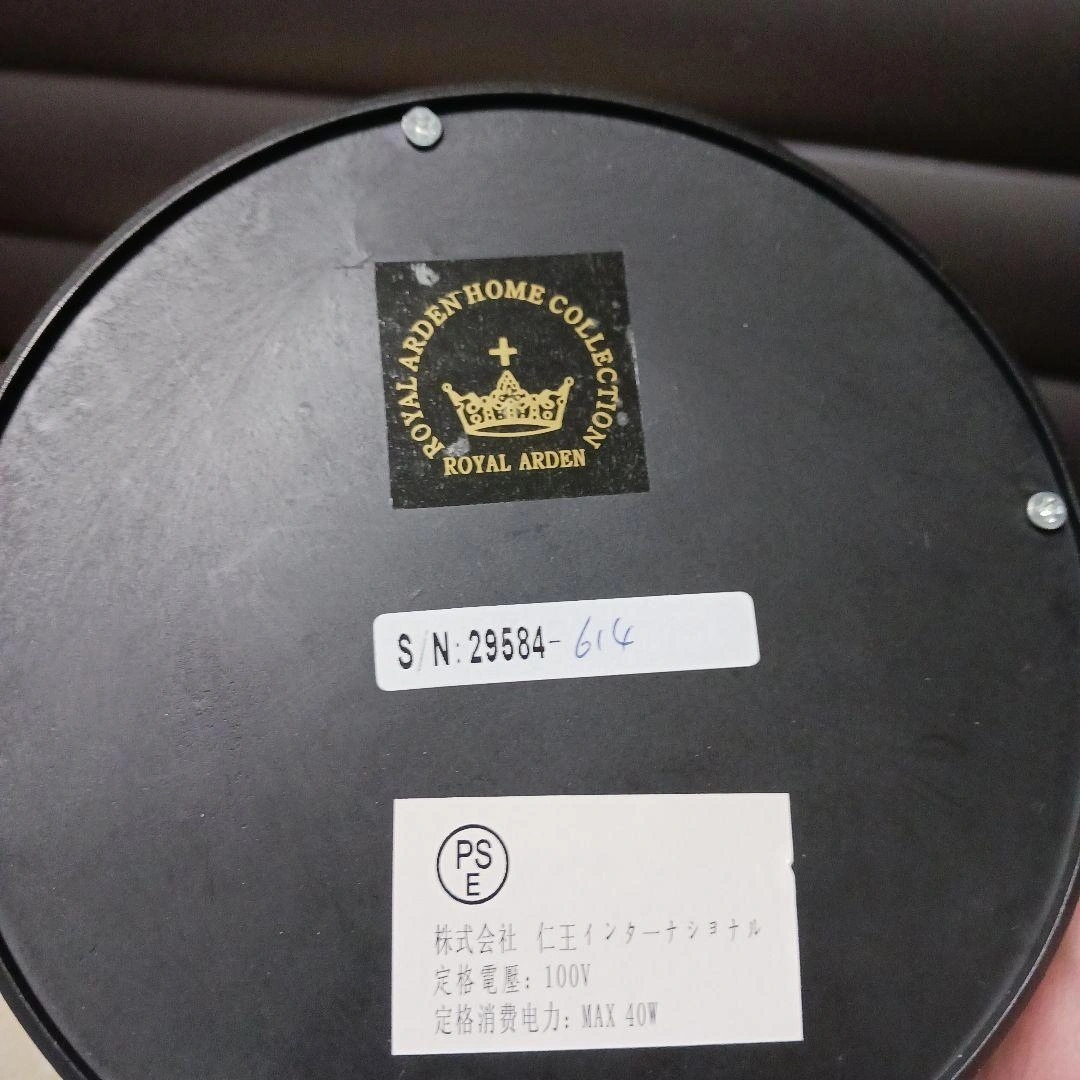 ROYAL ARDEN HOME COLLECTION
ROYAL ARDEN
S/N:29584-614
PS
E
株式会社 仁王インターナショナル
定格電壓: 100V
定格消费电力: MAX 40W